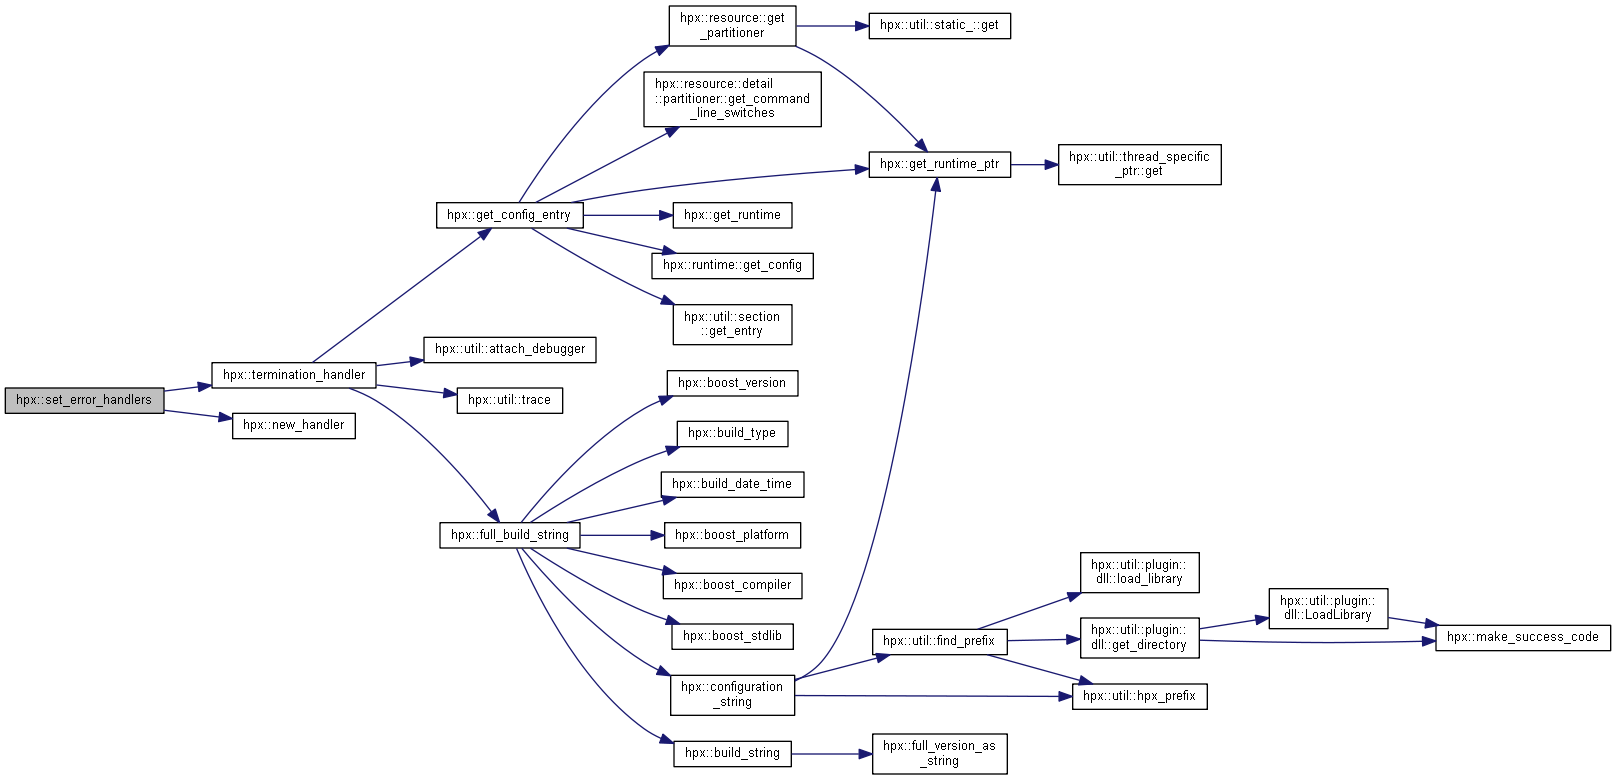 hpx::set_error_handlers
hpx::termination_handler
hpx::new_handler
hpx::get_config_entry
hpx::util::attach_debugger
hpx::util::trace
hpx::full_build_string
hpx::resource::get
_partitioner
hpx::resource::detail
::partitioner::get_command
_line_switches
hpx::get_runtime
hpx::runtime::get_config
hpx::util::section
::get_entry
hpx::boost_version
hpx::build_type
hpx::build_date_time
hpx::boost_platform
hpx::boost_compiler
hpx::boost_stdlib
hpx::configuration
_string
hpx::build_string
hpx::util::static_::get
hpx::get_runtime_ptr
hpx::util::find_prefix
hpx::full_version_as
_string
hpx::util::thread_specific
_ptr::get
hpx::util::plugin::
dll::load_library
hpx::util::plugin::
dll::get_directory
hpx::util::hpx_prefix
hpx::util::plugin::
dll::LoadLibrary
hpx::make_success_code